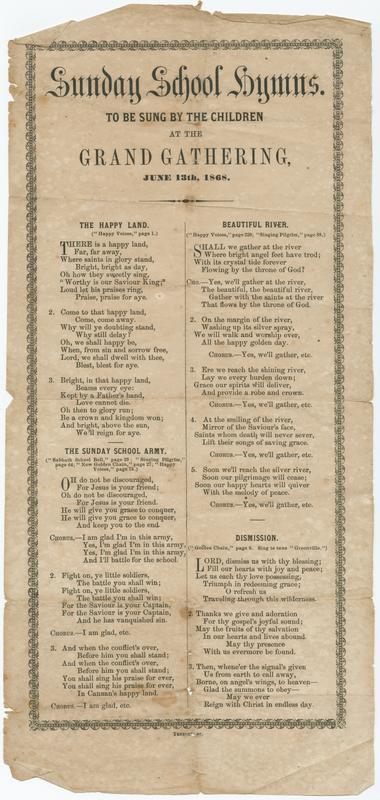 Sunday School Hymns.
TO BE SUNG BY THE CHILDREN
AT THE
GRAND GATHERING,
JUNE 13th, 1868.
THE HAPPY LAND.
("Happy Voices," page 1.)
THERE is a happy land,
Far, far away,
Where saints in glory stand,
Bright, bright as day,
Oh how they sweetly sing,
"Worthy is our Saviour King;"
Loud let his praises ring,
Praise, praise for aye.
2. Come to that happy land,
Come, come away.
Why will ye doubting stand,
Why still delay?
Oh, we shall happy be,
When, from sin and sorrow free,
Lord, we shall dwell with thee,
Blest, blest for aye.
3. Bright, in that happy land,
Beams every eye:
Kept by a Father's hand,
Love cannot die.
Oh then to glory run;
Be a crown and kingdom won;
And bright, above the sun,
We'll reign for aye.
THE SUNDAY SCHOOL ARMY.
("Sabbath School Bell," page 27, "Singing Pilgrim,"
page 44; "New Golden Chain," page 27; "Happy
Voices," page 75.)
OH do not be discouraged,
For Jesus is your friend;
Oh do not be discouraged,
For Jesus is your friend.
He will give you grace to conquer,
He will give you grace to conquer,
And keep you to the end.
CHORUS.—I am glad I'm in this army,
Yes, I'm glad I'm in this army,
Yes, I'm glad I'm in this army,
And I'll battle for the school.
2. Fight on, ye little soldiers,
The battle you shall win;
Fight on, ye little soldiers,
The battle you shall win;
For the Saviour is your Captain,
For the Saviour is your Captain,
And he has vanquished sin.
CHORUS.—I am glad, etc.
3. And when the conflict's over,
Before him you shall stand;
And when the conflict's over,
Before him you shall stand;
You shall sing his praise for ever,
You shall sing his praise for ever,
In Canaan's happy land.
CHORUS.—I am glad, etc.
BEAUTIFUL RIVER.
("Happy Voices," page 220, "Singing Pilgrim," page 88.)
SHALL we gather at the river
Where bright angel feet have trod;
With its crystal tide forever
Flowing by the throne of God?
CHO.—Yes, we'll gather at the river,
The beautiful, the beautiful river,
Gather with the saints at the river
That flows by the throne of God.
2. On the margin of the river,
Washing up its silver spray,
We will walk and worship ever,
All the happy golden day.
CHORUS.—Yes, we'll gather, etc.
3. Ere we reach the shining river,
Lay we every burden down;
Grace our spirits will deliver,
And provide a robe and crown.
CHORUS.—Yes, we'll gather, etc.
4. At the smiling of the river,
Mirror of the Saviour's face,
Saints whom death will never sever,
Lift their songs of saving grace.
CHORUS.—Yes, we'll gather, etc.
5. Soon we'll reach the silver river,
Soon our pilgrimage will cease;
Soon our happy hearts will quiver
With the melody of peace.
CHORUS.—Yes, we'll gather, etc.
DISMISSION.
("Golden Chain," page 8. Sing to tune "Greenville.")
LORD, dismiss us with thy blessing;
Fill our hearts with joy and peace;
Let us each thy love possessing,
Triumph in redeeming grace;
O refresh us
Traveling through this wilderness.
2 Thanks we give and adoration
For thy gospel's joyful sound;
May the fruits of thy salvation
In our hearts and lives abound
May thy presence
With us evermore be found.
3. Then, whene'er the signal's given
Us from earth to call away,
Borne, on angel's wings, to heaven—
Glad the summons to obey—
May we ever
Reign with Christ in endless day.